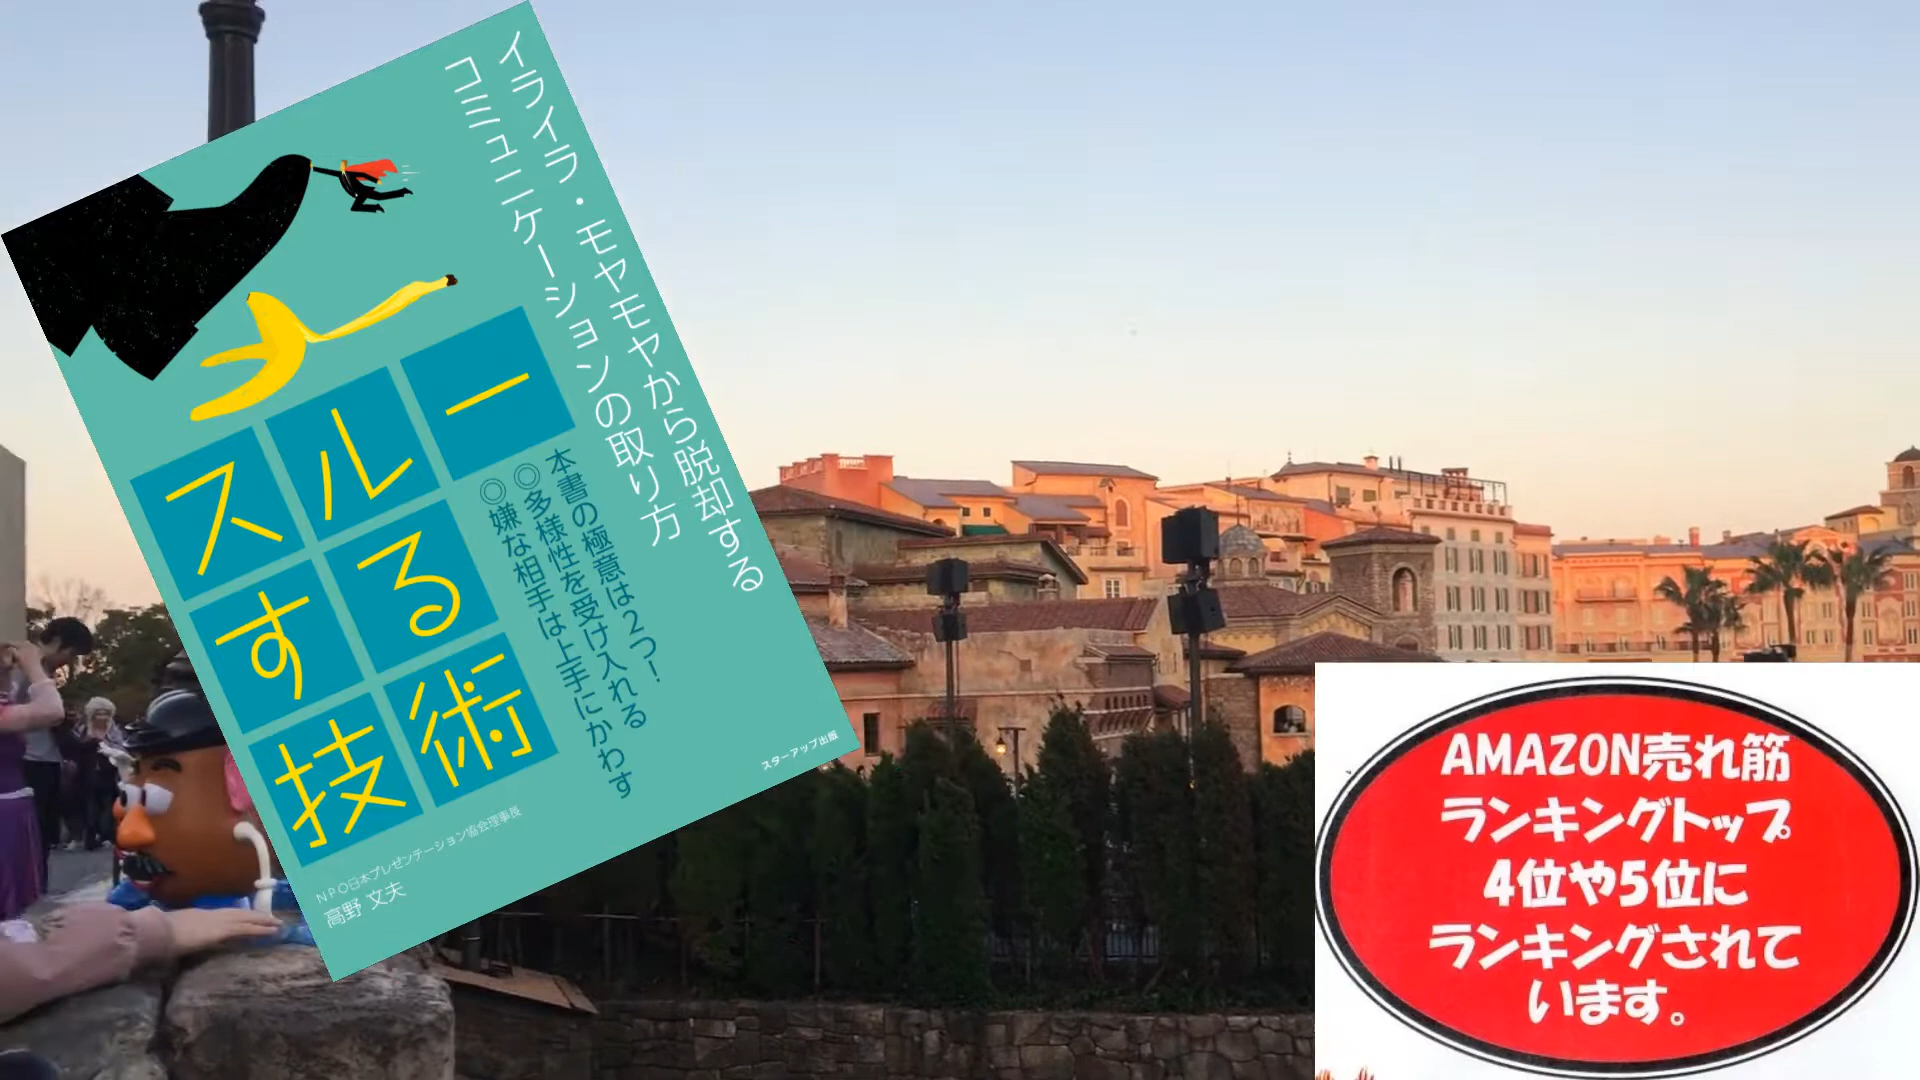 イライラ・モヤモヤから脱却する
コミュニケーションの取り方
スルー
する
技術
本書の極意は2つ!
◎多様性を受け入れる
◎嫌な相手は上手にかわす
NPO日本プレゼンテーション協会理事長
高野 文夫
スターアップ出版
AMAZON売れ筋
ランキングトップ
4位や5位に
ランキングされて
います。